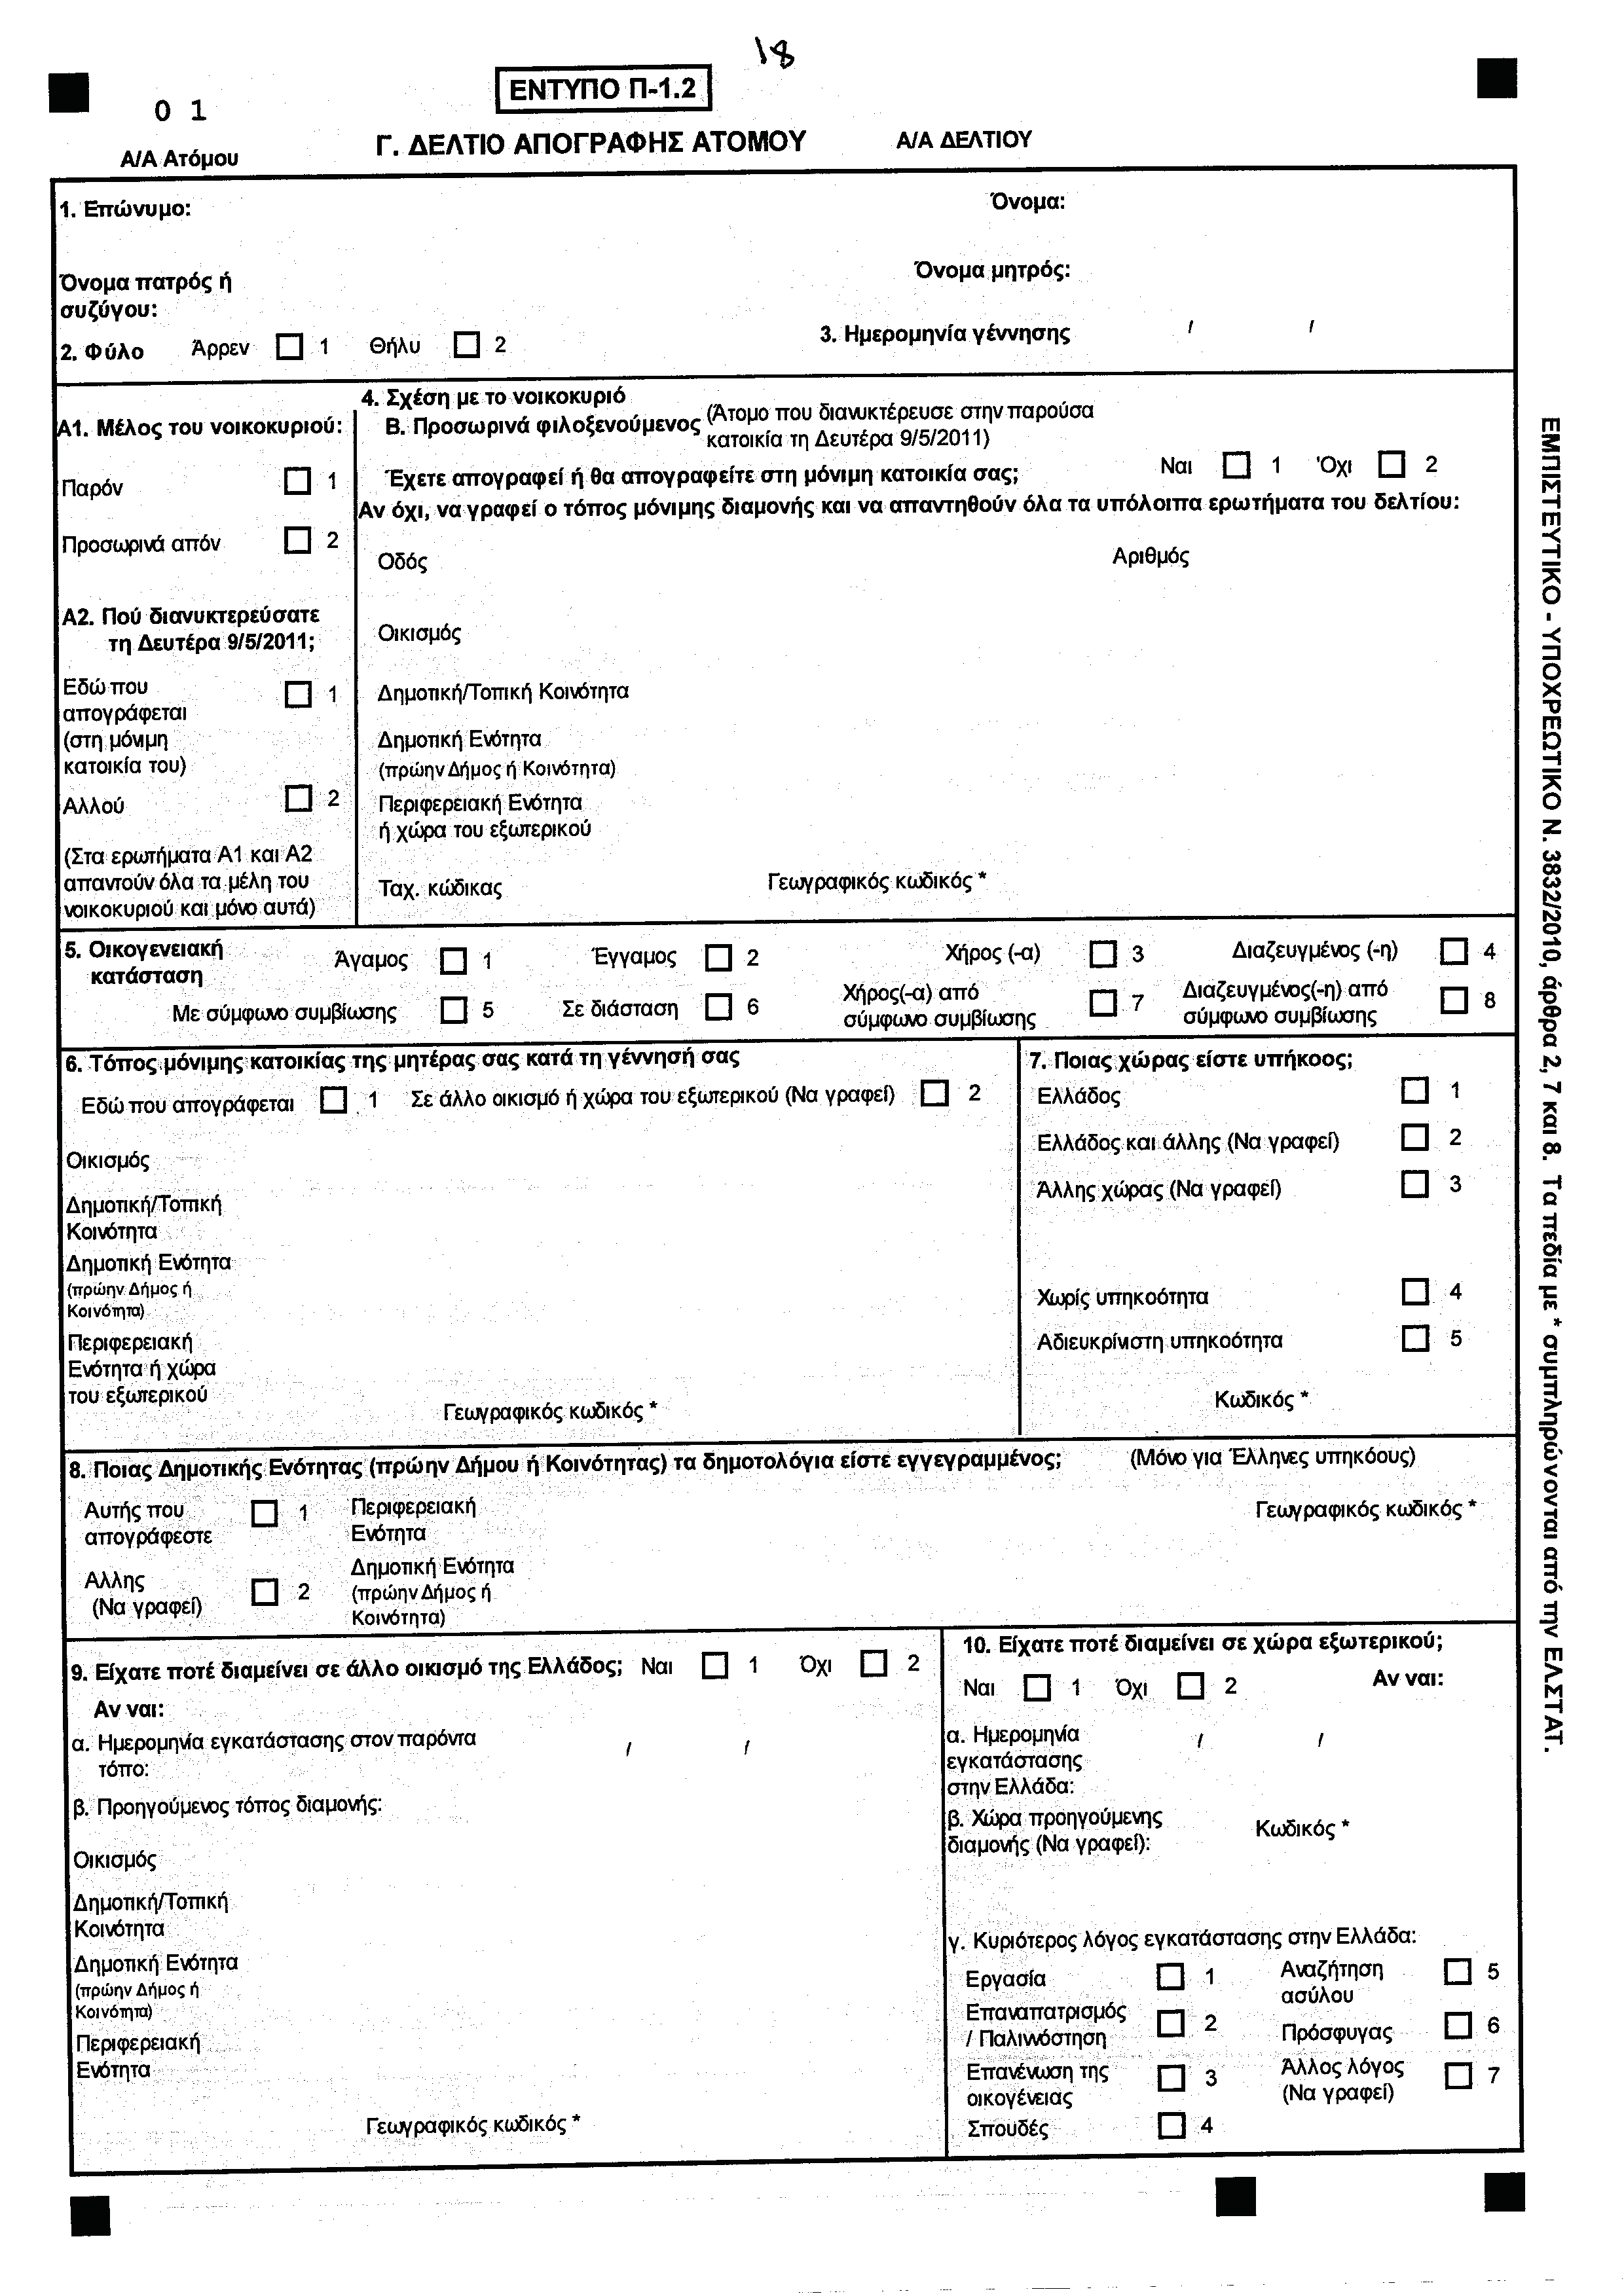 18
ΕΝΤΥΠΟ Π-1.2
0 1
Α/Α Ατόμου
Γ. ΔΕΛΤΙΟ ΑΠΟΓΡΑΦΗΣ ΑΤΟΜΟΥ
Α/Α ΔΕΛΤΙΟΥ
1. Επώνυμο:
Όνομα:
Όνομα πατρός ή
συζύγου:
Όνομα μητρός:
2. Φύλο Άρρεν 1 Θήλυ 2
3. Ημερομηνία γέννησης / /
4. Σχέση με το νοικοκυριό
Α1. Μέλος του νοικοκυριού:
Παρόν 1
Προσωρινά απόν 2
Α2. Πού διανυκτερεύσατε
τη Δευτέρα 9/5/2011;
Εδώ που 1
απογράφεται
(στη μόνιμη
κατοικία του)
Αλλού 2
(Στα ερωτήματα Α1 και Α2
απαντούν όλα τα μέλη του
νοικοκυριού και μόνο αυτά)
Β. Προσωρινά φιλοξενούμενος (Άτομο που διανυκτέρευσε στην παρούσα
κατοικία τη Δευτέρα 9/5/2011)
Έχετε απογραφεί ή θα απογραφείτε στη μόνιμη κατοικία σας; Ναι 1 Όχι 2
Αν όχι, να γραφεί ο τόπος μόνιμης διαμονής και να απαντηθούν όλα τα υπόλοιπα ερωτήματα του δελτίου:
Οδός Αριθμός
Οικισμός
Δημοτική/Τοπική Κοινότητα
Δημοτική Ενότητα
(πρώην Δήμος ή Κοινότητα)
Περιφερειακή Ενότητα
ή χώρα του εξωτερικού
Ταχ. κώδικας Γεωγραφικός κωδικός *
5. Οικογενειακή
κατάσταση
Άγαμος 1 Έγγαμος 2 Χήρος (-α) 3 Διαζευγμένος (-η) 4
Με σύμφωνο συμβίωσης 5 Σε διάσταση 6 Χήρος(-α) από
σύμφωνο συμβίωσης 7 Διαζευγμένος(-η) από
σύμφωνο συμβίωσης 8
6. Τόπος μόνιμης κατοικίας της μητέρας σας κατά τη γέννησή σας
Εδώ που απογράφεται 1 Σε άλλο οικισμό ή χώρα του εξωτερικού (Να γραφεί) 2
Οικισμός
Δημοτική/Τοπική
Κοινότητα
Δημοτική Ενότητα
(πρώην Δήμος ή
Κοινότητα)
Περιφερειακή
Ενότητα ή χώρα
του εξωτερικού
Γεωγραφικός κωδικός *
7. Ποιας χώρας είστε υπήκοος;
Ελλάδος 1
Ελλάδος και άλλης (Να γραφεί) 2
Άλλης χώρας (Να γραφεί) 3
Χωρίς υπηκοότητα 4
Αδιευκρίνιστη υπηκοότητα 5
Κωδικός *
8. Ποιας Δημοτικής Ενότητας (πρώην Δήμου ή Κοινότητας) τα δημοτολόγια είστε εγγεγραμμένος; (Μόνο για Έλληνες υπηκόους)
Αυτής που 1
απογράφεστε
Αλλης 2
(Να γραφεί)
Περιφερειακή
Ενότητα
Δημοτική Ενότητα
(πρώην Δήμος ή
Κοινότητα)
Γεωγραφικός κωδικός *
9. Είχατε ποτέ διαμείνει σε άλλο οικισμό της Ελλάδος; Ναι 1 Όχι 2
Αν ναι:
α. Ημερομηνία εγκατάστασης στον παρόντα / /
τόπο:
β. Προηγούμενος τόπος διαμονής:
Οικισμός
Δημοτική/Τοπική
Κοινότητα
Δημοτική Ενότητα
(πρώην Δήμος ή
Κοινότητα)
Περιφερειακή
Ενότητα
Γεωγραφικός κωδικός *
10. Είχατε ποτέ διαμείνει σε χώρα εξωτερικού;
Ναι 1 Όχι 2 Αν ναι:
α. Ημερομηνία / /
εγκατάστασης
στην Ελλάδα:
β. Χώρα προηγούμενης
διαμονής (Να γραφεί): Κωδικός *
γ. Κυριότερος λόγος εγκατάστασης στην Ελλάδα:
Εργασία 1
Επαναπατρισμός
/ Παλιννόστηση 2
Επανένωση της
οικογένειας 3
Σπουδές 4
Αναζήτηση
ασύλου 5
Πρόσφυγας 6
Άλλος λόγος
(Να γραφεί) 7
ΕΜΠΙΣΤΕΥΤΙΚΟ - ΥΠΟΧΡΕΩΤΙΚΟ Ν. 3832/2010, άρθρα 2, 7 και 8. Τα πεδία με * συμπληρώνονται από την ΕΛΣΤΑΤ.